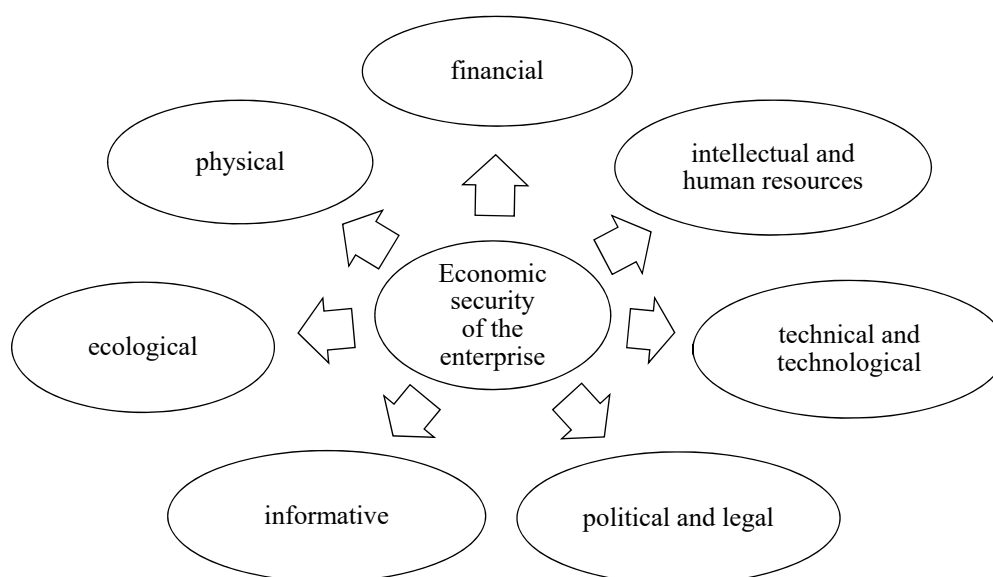 financial
physical
intellectual and
human resources
Economic
security
of the
enterprise
ecological
technical and
technological
informative
political and legal